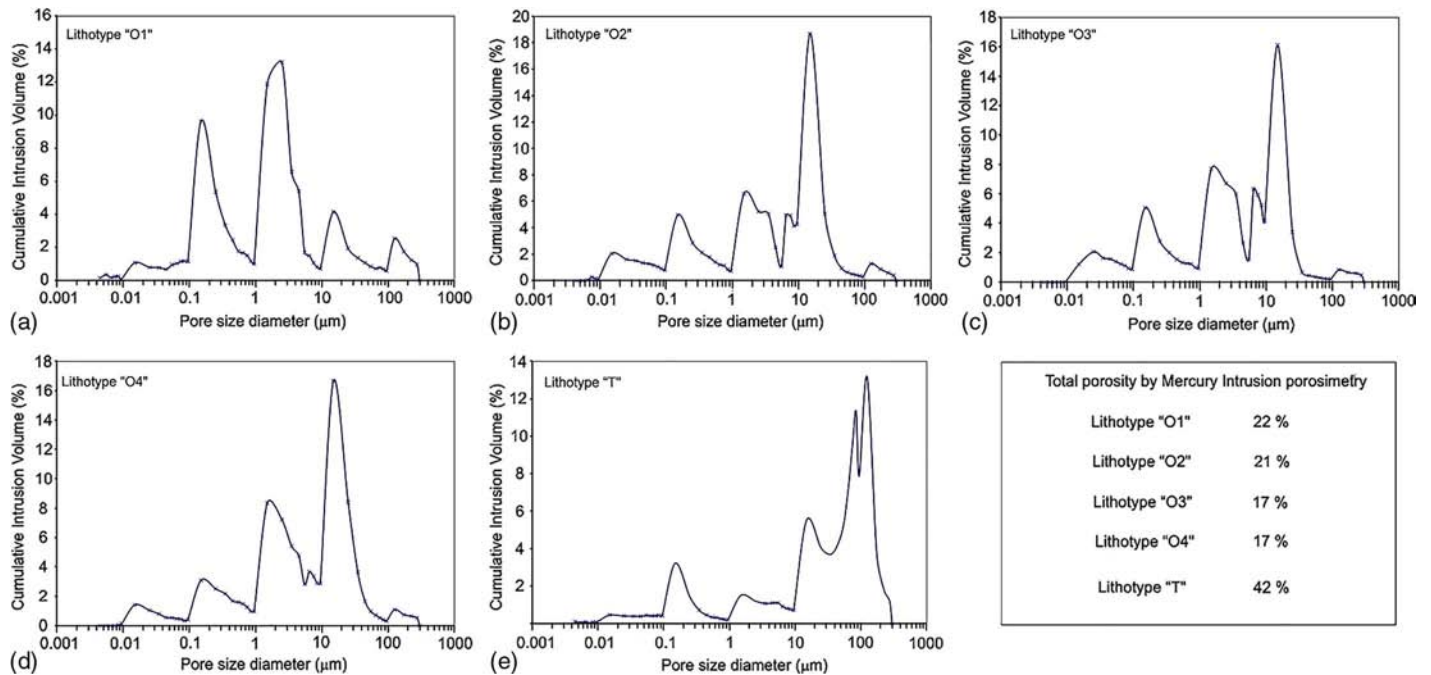 Lithotype "O1"
Cumulative Intrusion Volume (%)
16
14
12
10
8
6
4
2
0
0.001 0.01 0.1 1 10 100 1000
Pore size diameter (μm)
(a)
Lithotype "O2"
Cumulative Intrusion Volume (%)
20
18
16
14
12
10
8
6
4
2
0
0.001 0.01 0.1 1 10 100 1000
Pore size diameter (μm)
(b)
Lithotype "O3"
Cumulative Intrusion Volume (%)
18
16
14
12
10
8
6
4
2
0
0.001 0.01 0.1 1 10 100 1000
Pore size diameter (μm)
(c)
Lithotype "O4"
Cumulative Intrusion Volume (%)
18
16
14
12
10
8
6
4
2
0
0.001 0.01 0.1 1 10 100 1000
Pore size diameter (μm)
(d)
Lithotype "T"
Cumulative Intrusion Volume (%)
14
12
10
8
6
4
2
0.001 0.01 0.1 1 10 100 1000
Pore size diameter (μm)
(e)
Total porosity by Mercury Intrusion porosimetry
Lithotype "O1" 22 %
Lithotype "O2" 21 %
Lithotype "O3" 17 %
Lithotype "O4" 17 %
Lithotype "T" 42 %